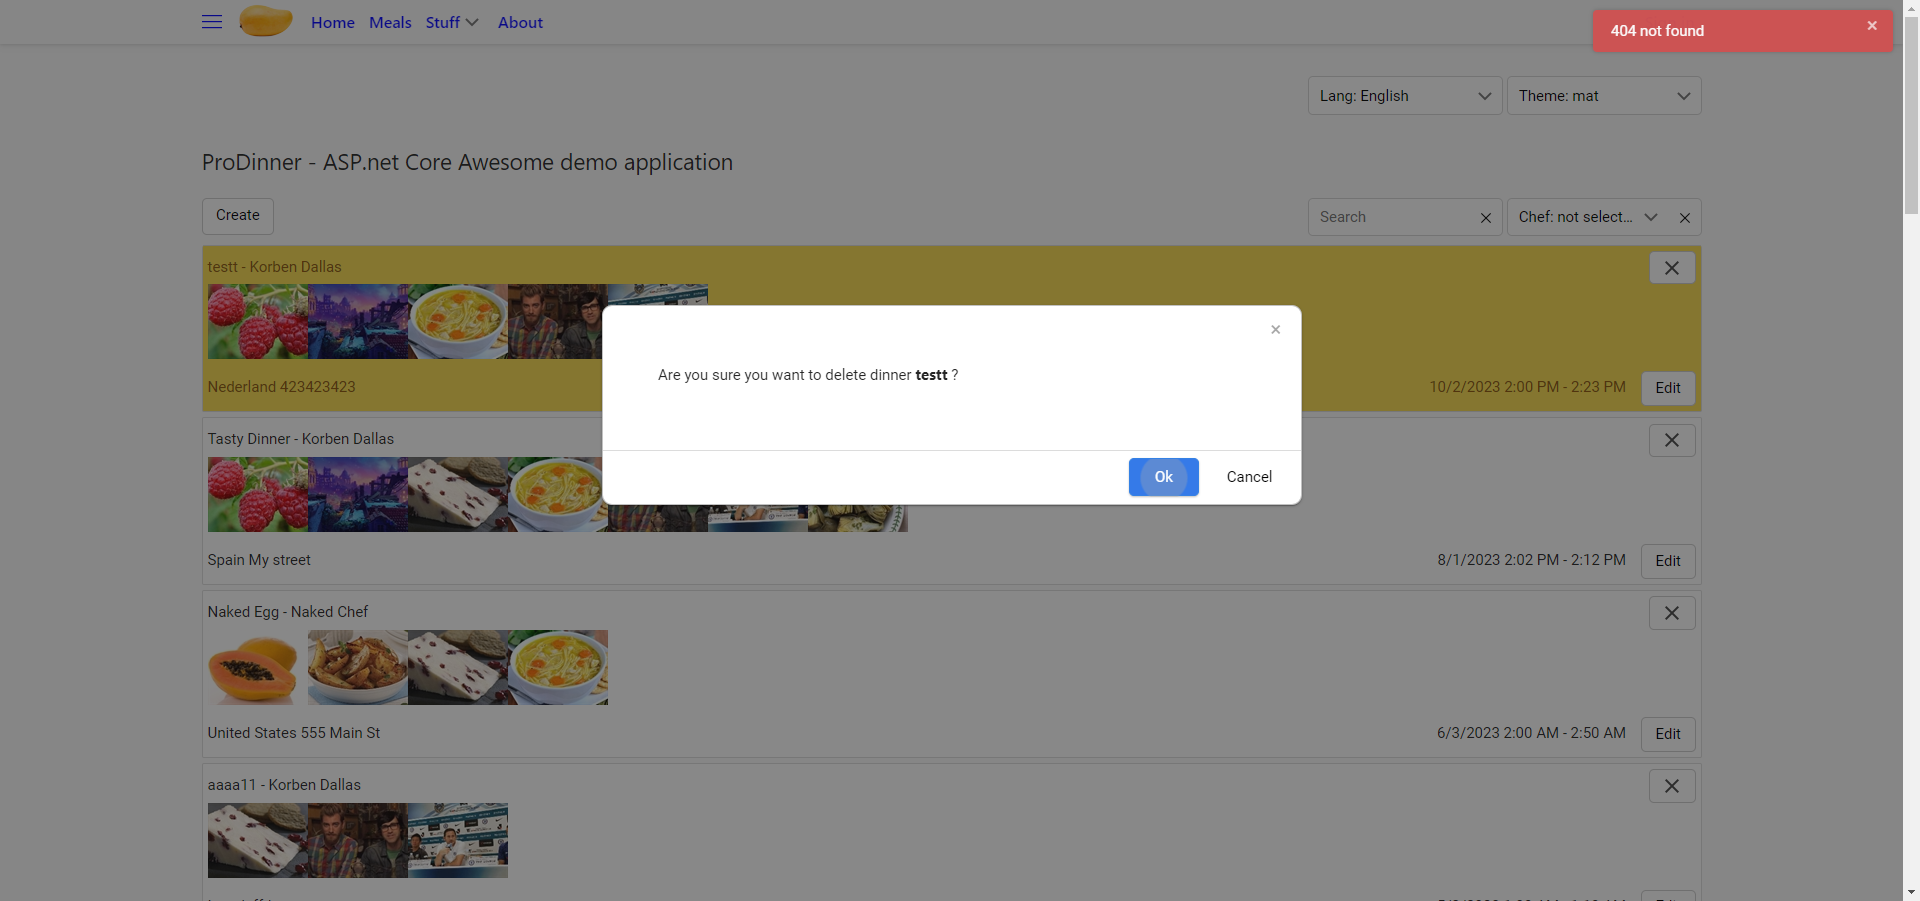 Home Meals Stuff About
404 not found
Lang: English
Theme: mat
ProDinner - ASP.net Core Awesome demo application
Create
Search
Chef: not select...
testt - Korben Dallas
Nederland 423423423
10/2/2023 2:00 PM - 2:23 PM
Edit
Are you sure you want to delete dinner testt ?
Ok
Cancel
Tasty Dinner - Korben Dallas
Spain My street
8/1/2023 2:02 PM - 2:12 PM
Edit
Naked Egg - Naked Chef
United States 555 Main St
6/3/2023 2:00 AM - 2:50 AM
Edit
aaaa11 - Korben Dallas